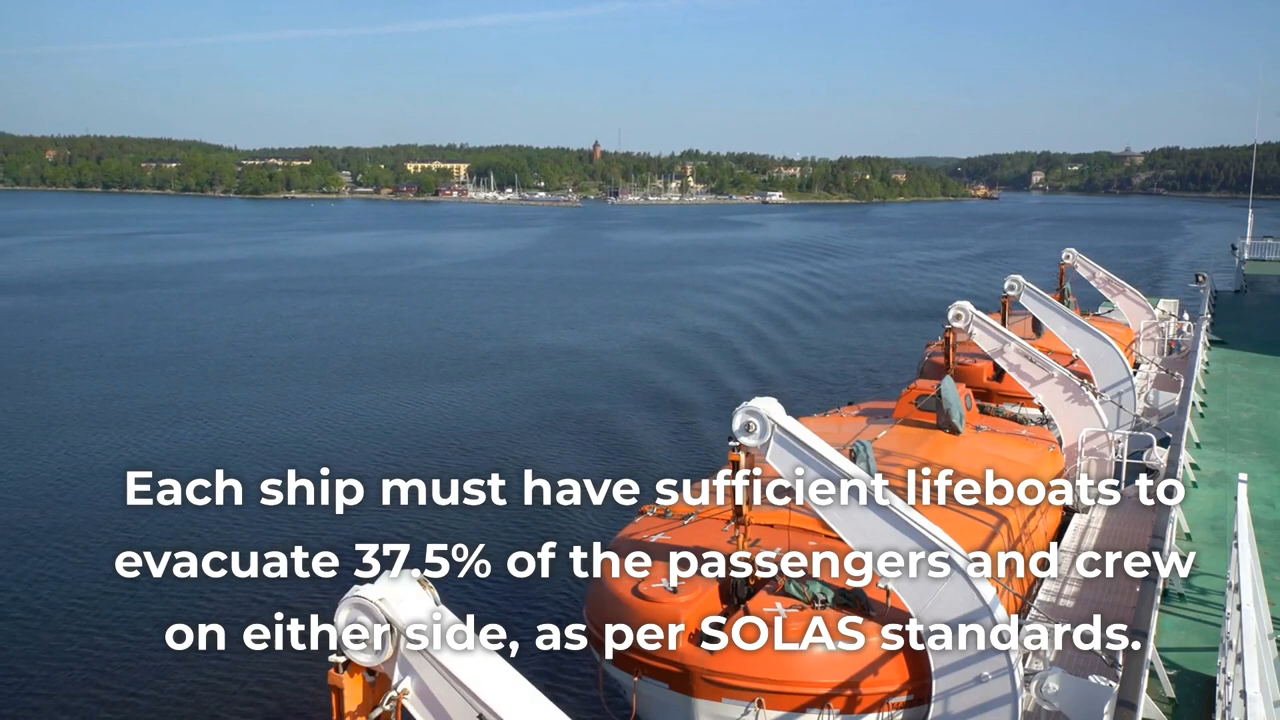 Each ship must have sufficient lifeboats to
evacuate 37.5% of the passengers and crew
on either side, as per SOLAS standards.